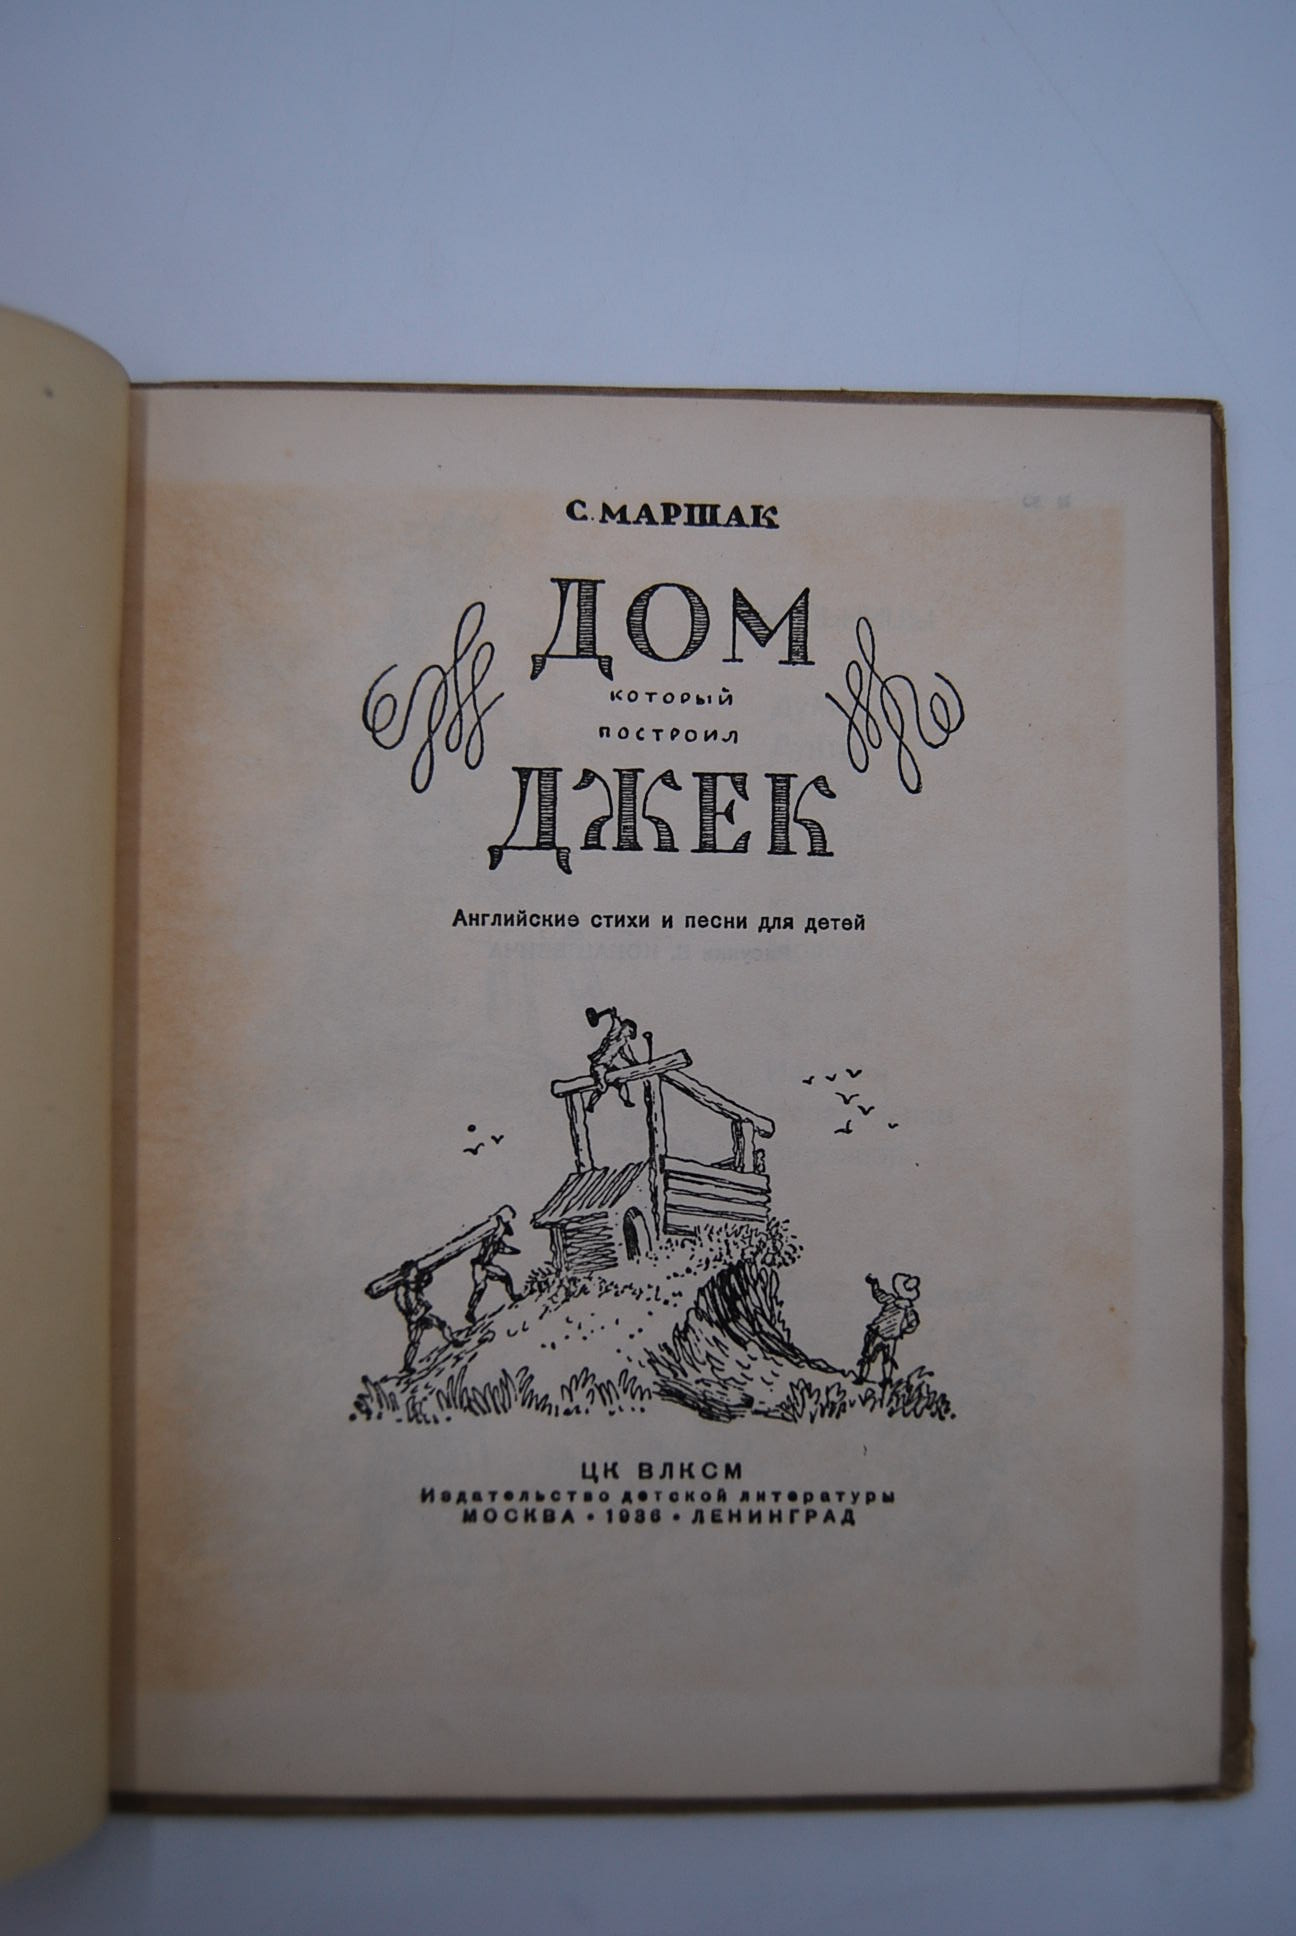 С. МАРШАК
ДОМ
который
построил
ДЖЕК
Английские стихи и песни для детей
ЦК ВЛКСМ
Издательство детской литературы
МОСКВА • 1936 • ЛЕНИНГРАД